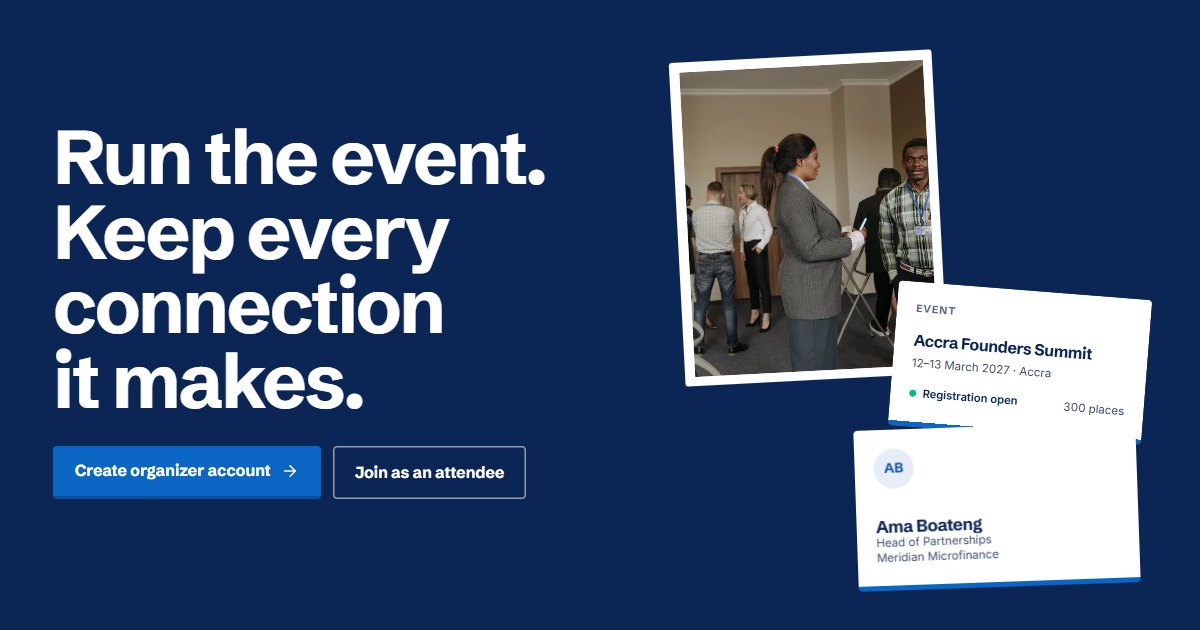 Run the event.
Keep every
connection
it makes.
Create organizer account →
Join as an attendee
EVENT
Accra Founders Summit
12–13 March 2027 · Accra
Registration open
300 places
AB
Ama Boateng
Head of Partnerships
Meridian Microfinance